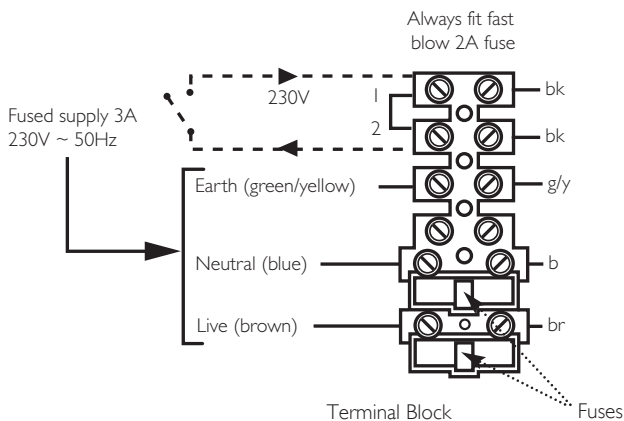 Always fit fast
blow 2A fuse
230V
1
bk
Fused supply 3A
230V ~ 50Hz
2
bk
Earth (green/yellow)
g/y
Neutral (blue)
b
Live (brown)
br
Terminal Block
Fuses